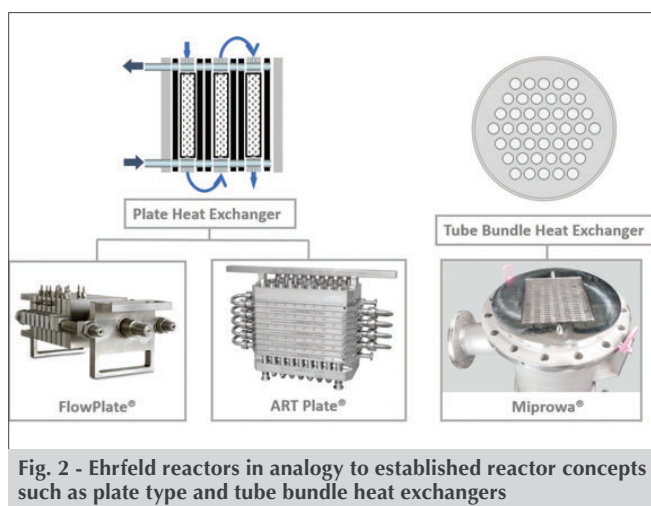 Plate Heat Exchanger
Tube Bundle Heat Exchanger
FlowPlate®
ART Plate®
Miprowa®
Fig. 2 - Ehrfeld reactors in analogy to established reactor concepts
such as plate type and tube bundle heat exchangers